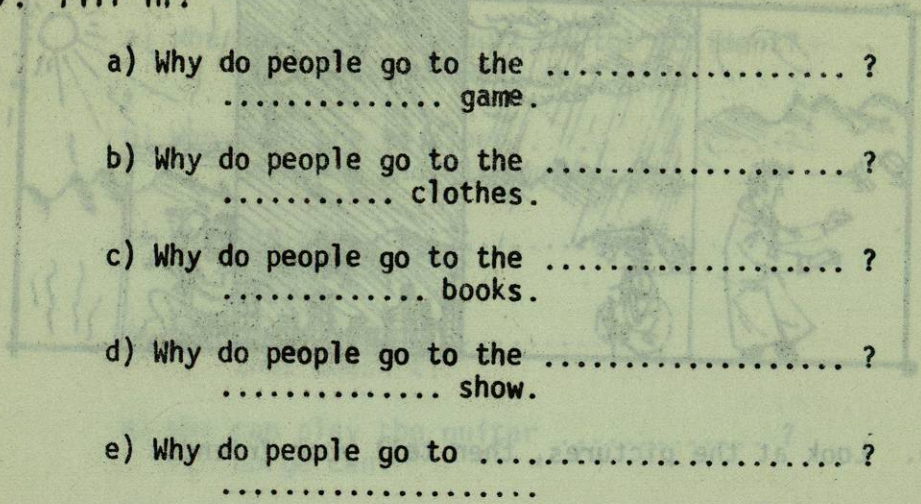 a) Why do people go to the ................... ?
.............. game.
b) Why do people go to the ................... ?
........... clothes.
c) Why do people go to the ................... ?
............. books.
d) Why do people go to the ................... ?
.............. show.
e) Why do people go to ....................... ?
....................